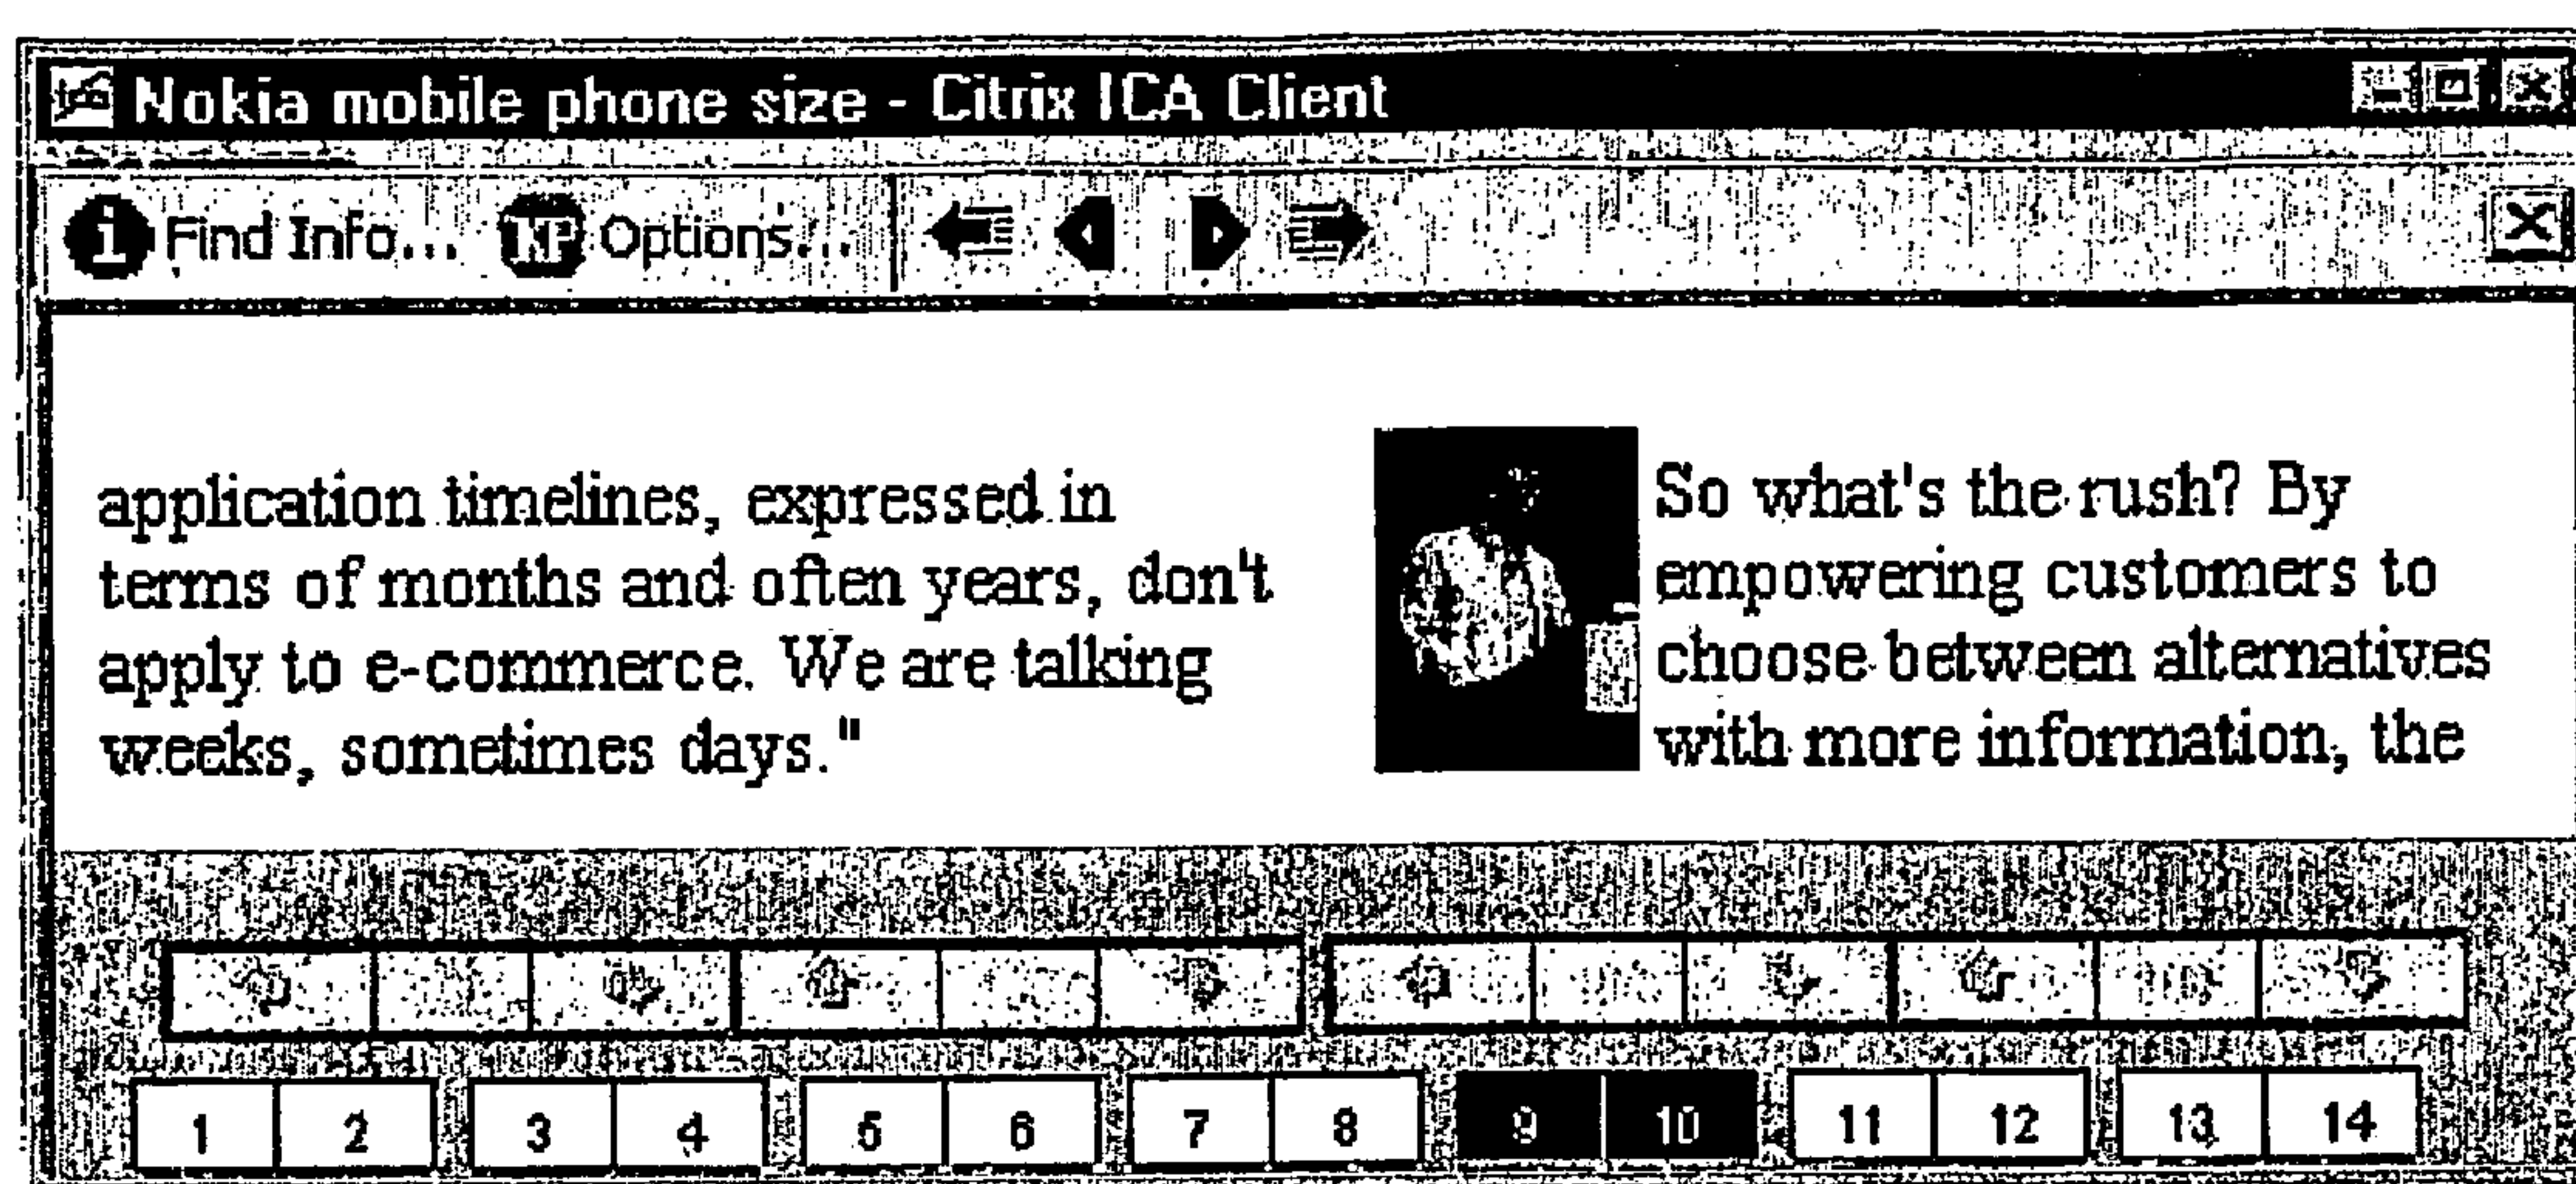 Nokia mobile phone size - Citrix ICA Client
i Find Info... KP Options...
application timelines, expressed in
terms of months and often years, don't
apply to e-commerce. We are talking
weeks, sometimes days."
So what's the rush? By
empowering customers to
choose between alternatives
with more information, the
1 2 3 4 5 6 7 8 9 10 11 12 13 14